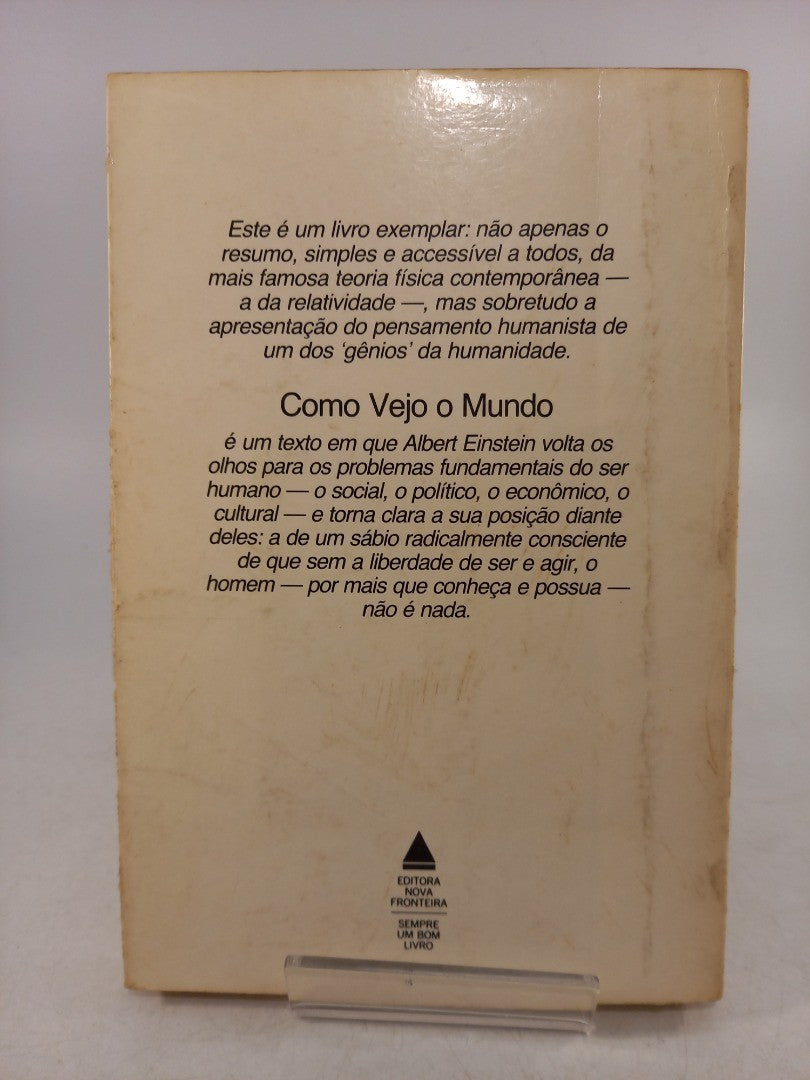 Este é um livro exemplar: não apenas o
resumo, simples e accessível a todos, da
mais famosa teoria física contemporânea —
a da relatividade —, mas sobretudo a
apresentação do pensamento humanista de
um dos ‘gênios’ da humanidade.
Como Vejo o Mundo
é um texto em que Albert Einstein volta os
olhos para os problemas fundamentais do ser
humano — o social, o político, o econômico, o
cultural — e torna clara a sua posição diante
deles: a de um sábio radicalmente consciente
de que sem a liberdade de ser e agir, o
homem — por mais que conheça e possua —
não é nada.
EDITORA
NOVA
FRONTEIRA
SEMPRE
UM BOM
LIVRO